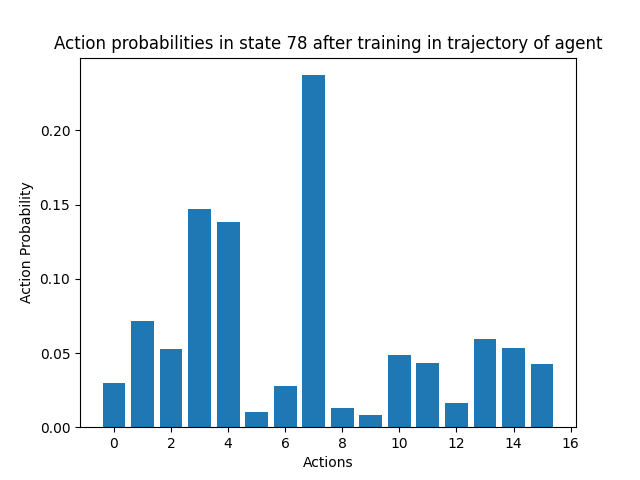 Action probabilities in state 78 after training in trajectory of agent
0.20
0.15
0.10
0.05
0.00
Action Probability
0 2 4 6 8 10 12 14 16
Actions